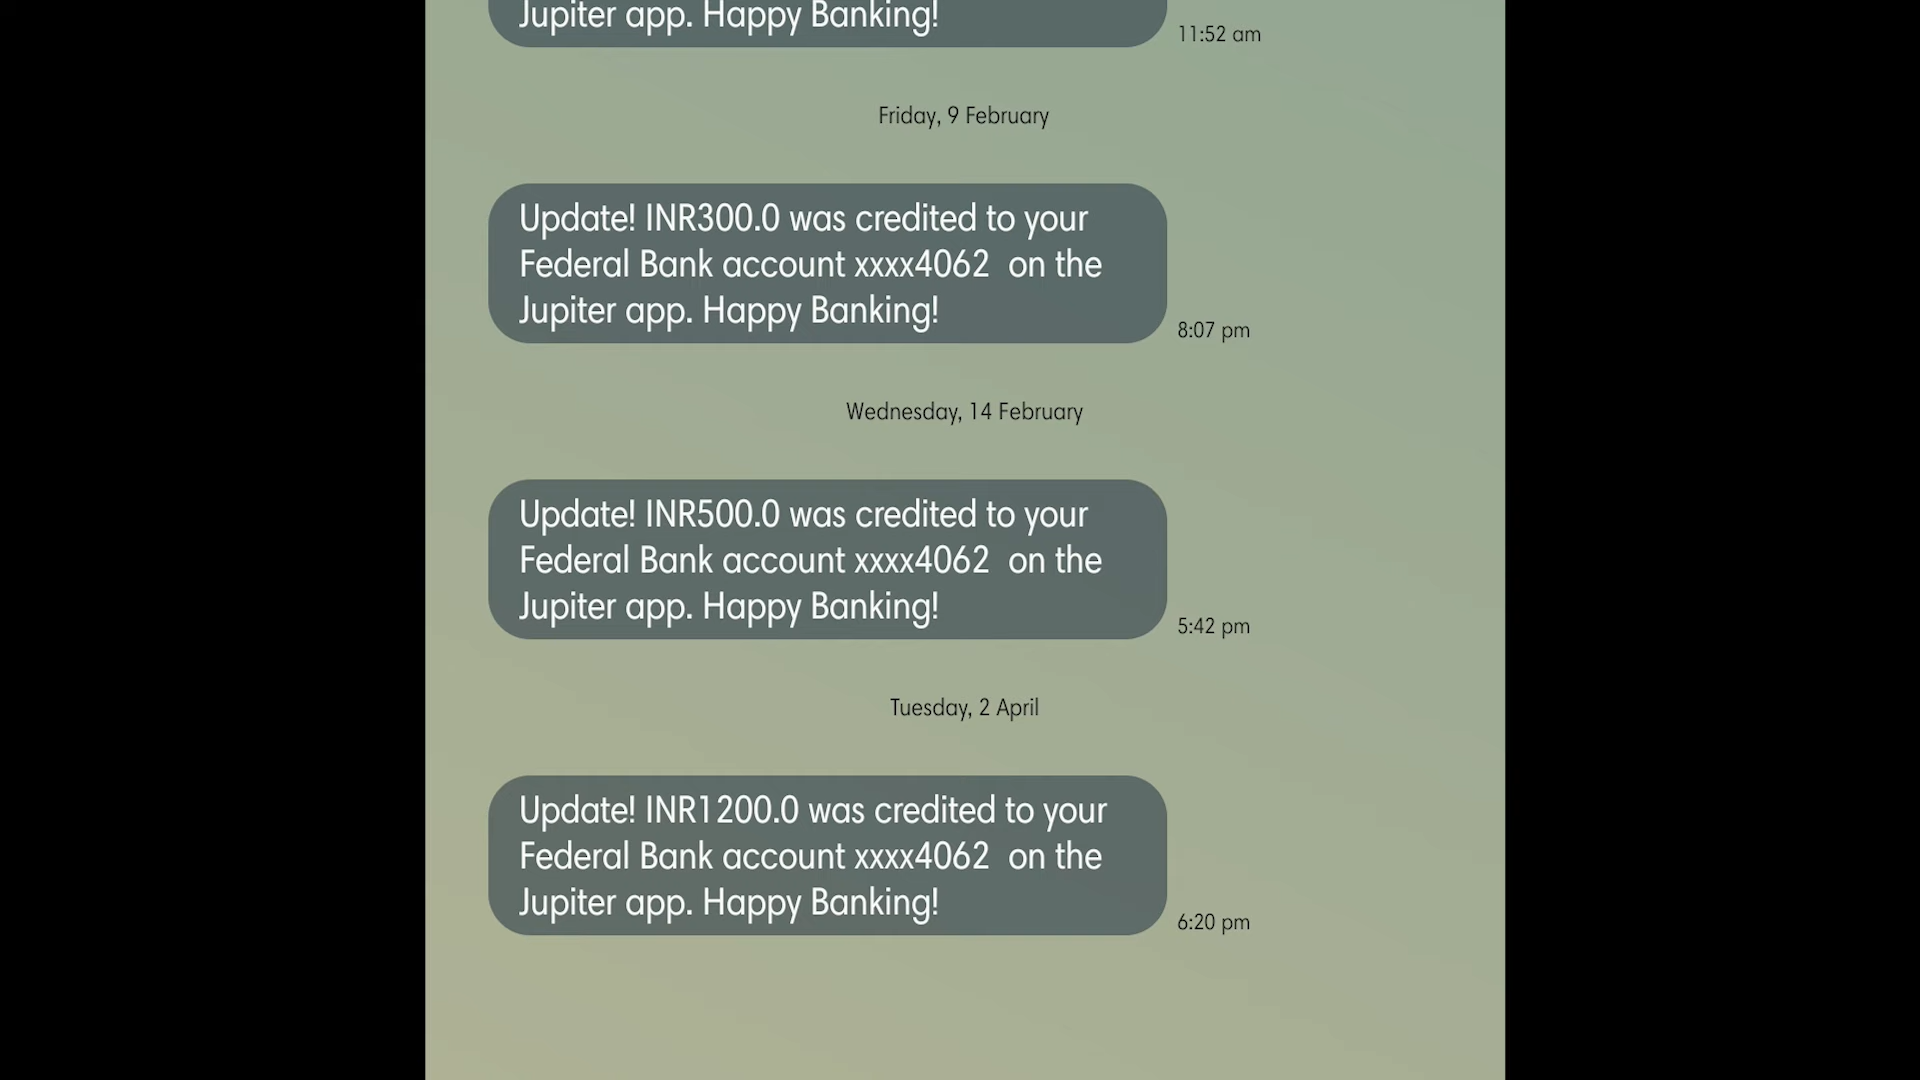 Jupiter app. Happy Banking!
11:52 am
Friday, 9 February
Update! INR300.0 was credited to your
Federal Bank account xxxx4062  on the
Jupiter app. Happy Banking!
8:07 pm
Wednesday, 14 February
Update! INR500.0 was credited to your
Federal Bank account xxxx4062  on the
Jupiter app. Happy Banking!
5:42 pm
Tuesday, 2 April
Update! INR1200.0 was credited to your
Federal Bank account xxxx4062  on the
Jupiter app. Happy Banking!
6:20 pm